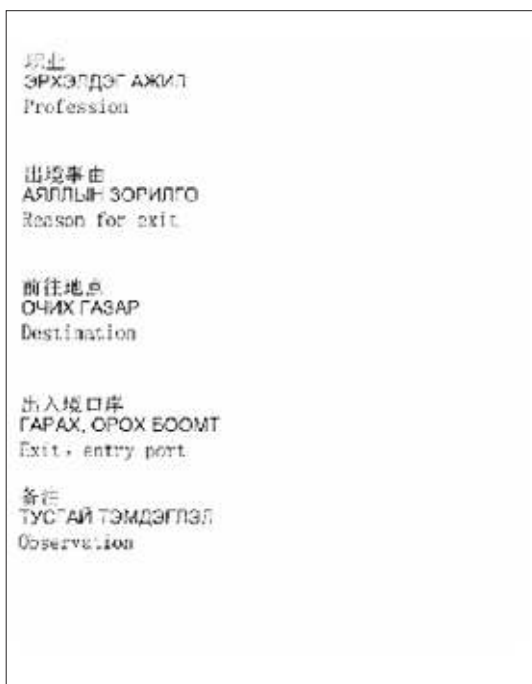 职业
ЭРХЭЛДЭГ АЖИЛ
Profession
出境事由
АЯЛЛЫН ЗОРИЛГО
Reason for exit
前往地点
ОЧИХ ГАЗАР
Destination
出入境口岸
ГАРАХ, ОРОХ БООМТ
Exit, entry port
备注
ТУСГАЙ ТЭМДЭГЛЭЛ
Observation